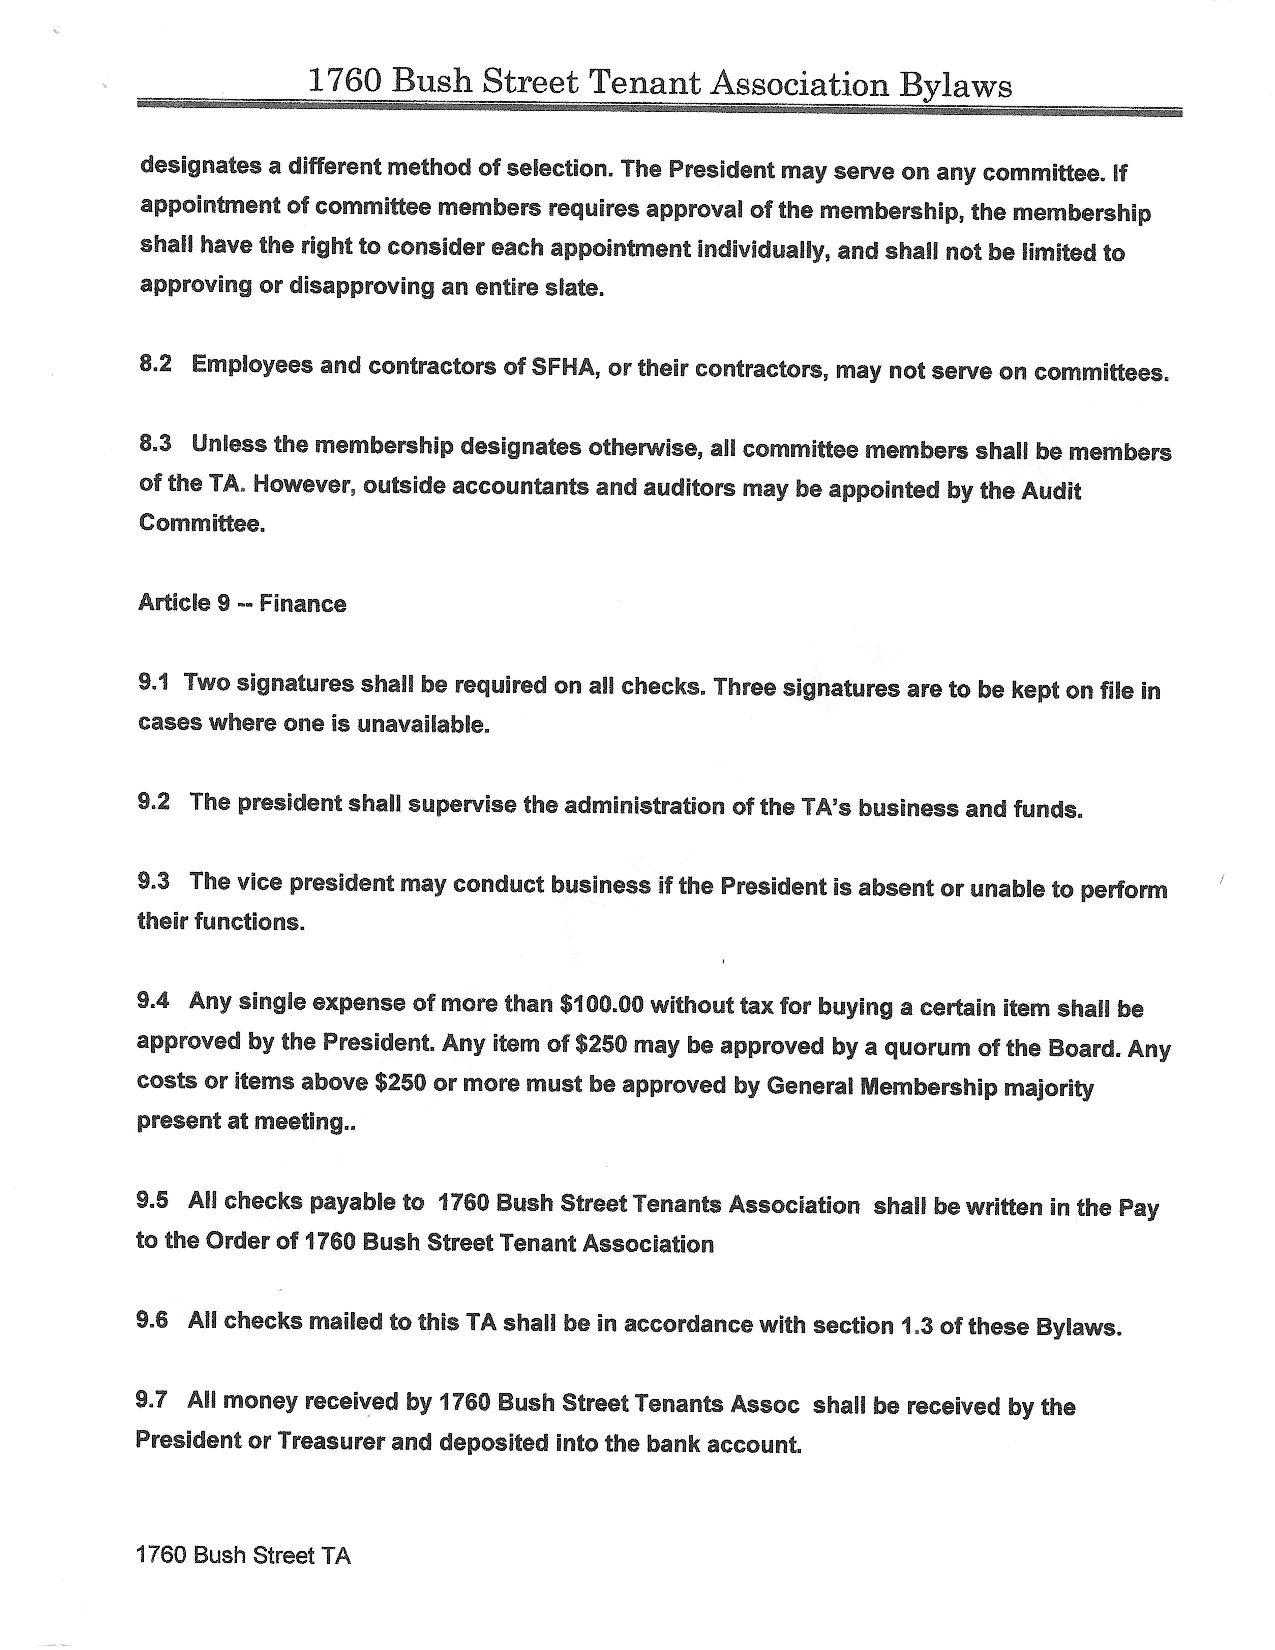 1760 Bush Street Tenant Association Bylaws
designates a different method of selection. The President may serve on any committee. If
appointment of committee members requires approval of the membership, the membership
shall have the right to consider each appointment individually, and shall not be limited to
approving or disapproving an entire slate.
8.2 Employees and contractors of SFHA, or their contractors, may not serve on committees.
8.3 Unless the membership designates otherwise, all committee members shall be members
of the TA. However, outside accountants and auditors may be appointed by the Audit
Committee.
Article 9 -- Finance
9.1 Two signatures shall be required on all checks. Three signatures are to be kept on file in
cases where one is unavailable.
9.2 The president shall supervise the administration of the TA's business and funds.
9.3 The vice president may conduct business if the President is absent or unable to perform
their functions.
9.4 Any single expense of more than $100.00 without tax for buying a certain item shall be
approved by the President. Any item of $250 may be approved by a quorum of the Board. Any
costs or items above $250 or more must be approved by General Membership majority
present at meeting..
9.5 All checks payable to 1760 Bush Street Tenants Association shall be written in the Pay
to the Order of 1760 Bush Street Tenant Association
9.6 All checks mailed to this TA shall be in accordance with section 1.3 of these Bylaws.
9.7 All money received by 1760 Bush Street Tenants Assoc shall be received by the
President or Treasurer and deposited into the bank account.
1760 Bush Street TA